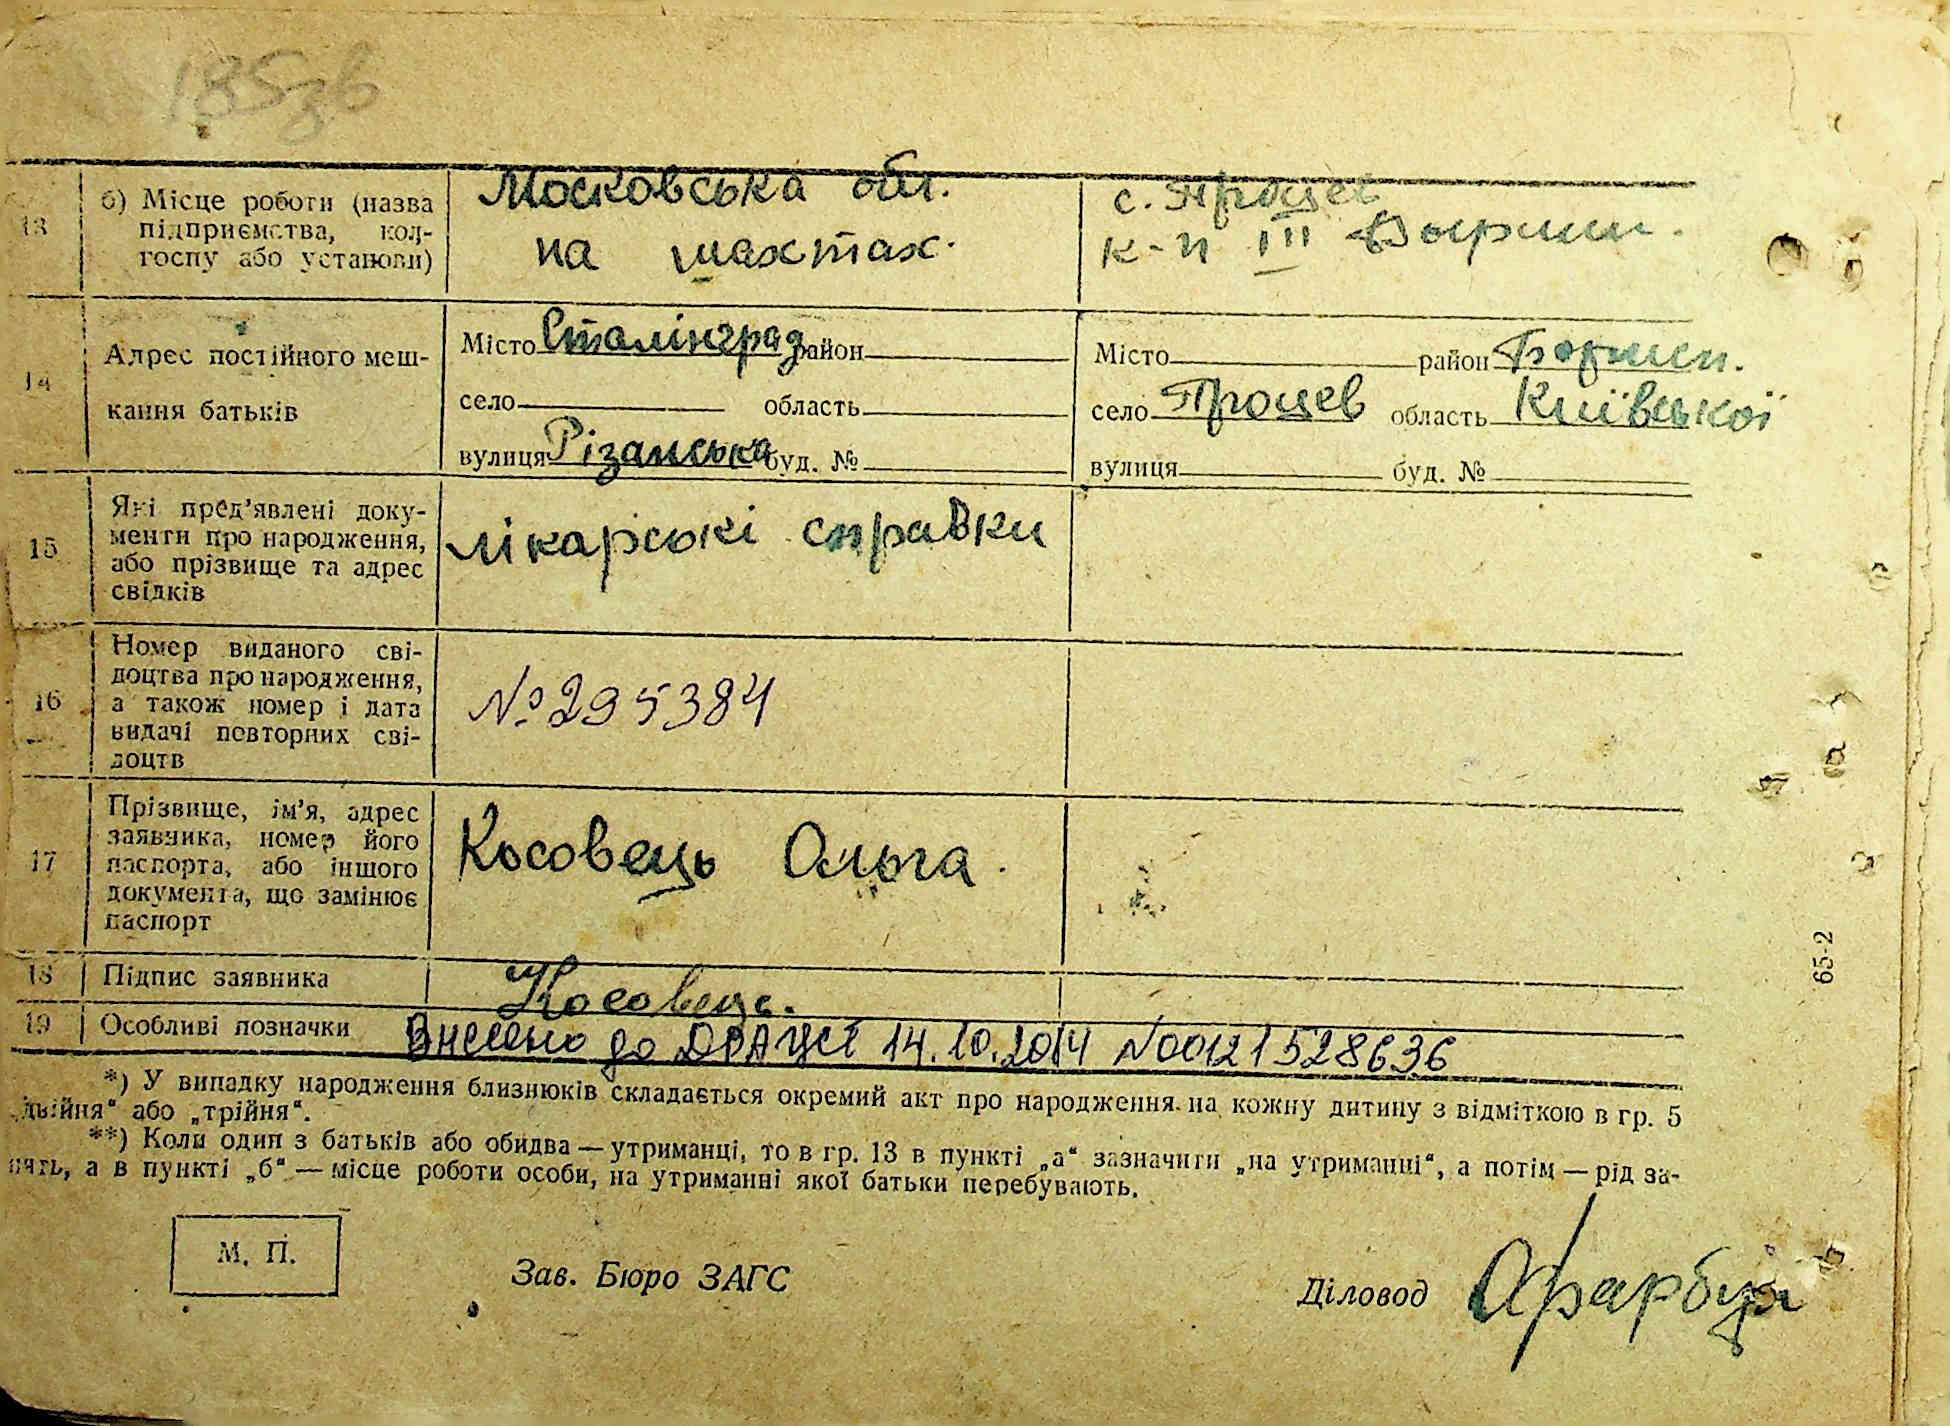 185зв
13
б) Місце роботи (назва
підприємства, кол-
госпу або установи)
Московська обл.
на шахтах.
с. Процев
к-п III Вырши.
14
Адрес постійного меш-
кання батьків
Місто Сталінград район
село область
вулиця Різанська буд. №
Місто район Борисп.
село Процев область Київської
вулиця буд. №
15
Які пред’явлені доку-
менти про народження,
або прізвище та адрес
свідків
лікарські справки
16
Номер виданого сві-
доцтва про народження,
а також номер і дата
видачі повторних сві-
доцтв
№295384
17
Прізвище, ім’я, адрес
заявника, номер його
паспорта, або іншого
документа, що замінює
паспорт
Косовець Ольга.
18
Підпис заявника
Косовець.
19
Особливі позначки
Внесено до ДРАЦСГ 14.10.2014 №00121528636
*) У випадку народження близнюків складається окремий акт про народження на кожну дитину з відміткою в гр. 5
„двійня“ або „трійня“.
**) Коли один з батьків або обидва — утриманці, то в гр. 13 в пункті „а“ зазначити „на утриманні“, а потім — рід за-
нять, а в пункті „б“ — місце роботи особи, на утриманні якої батьки перебувають.
65-2
М. П.
Зав. Бюро ЗАГС
Діловод